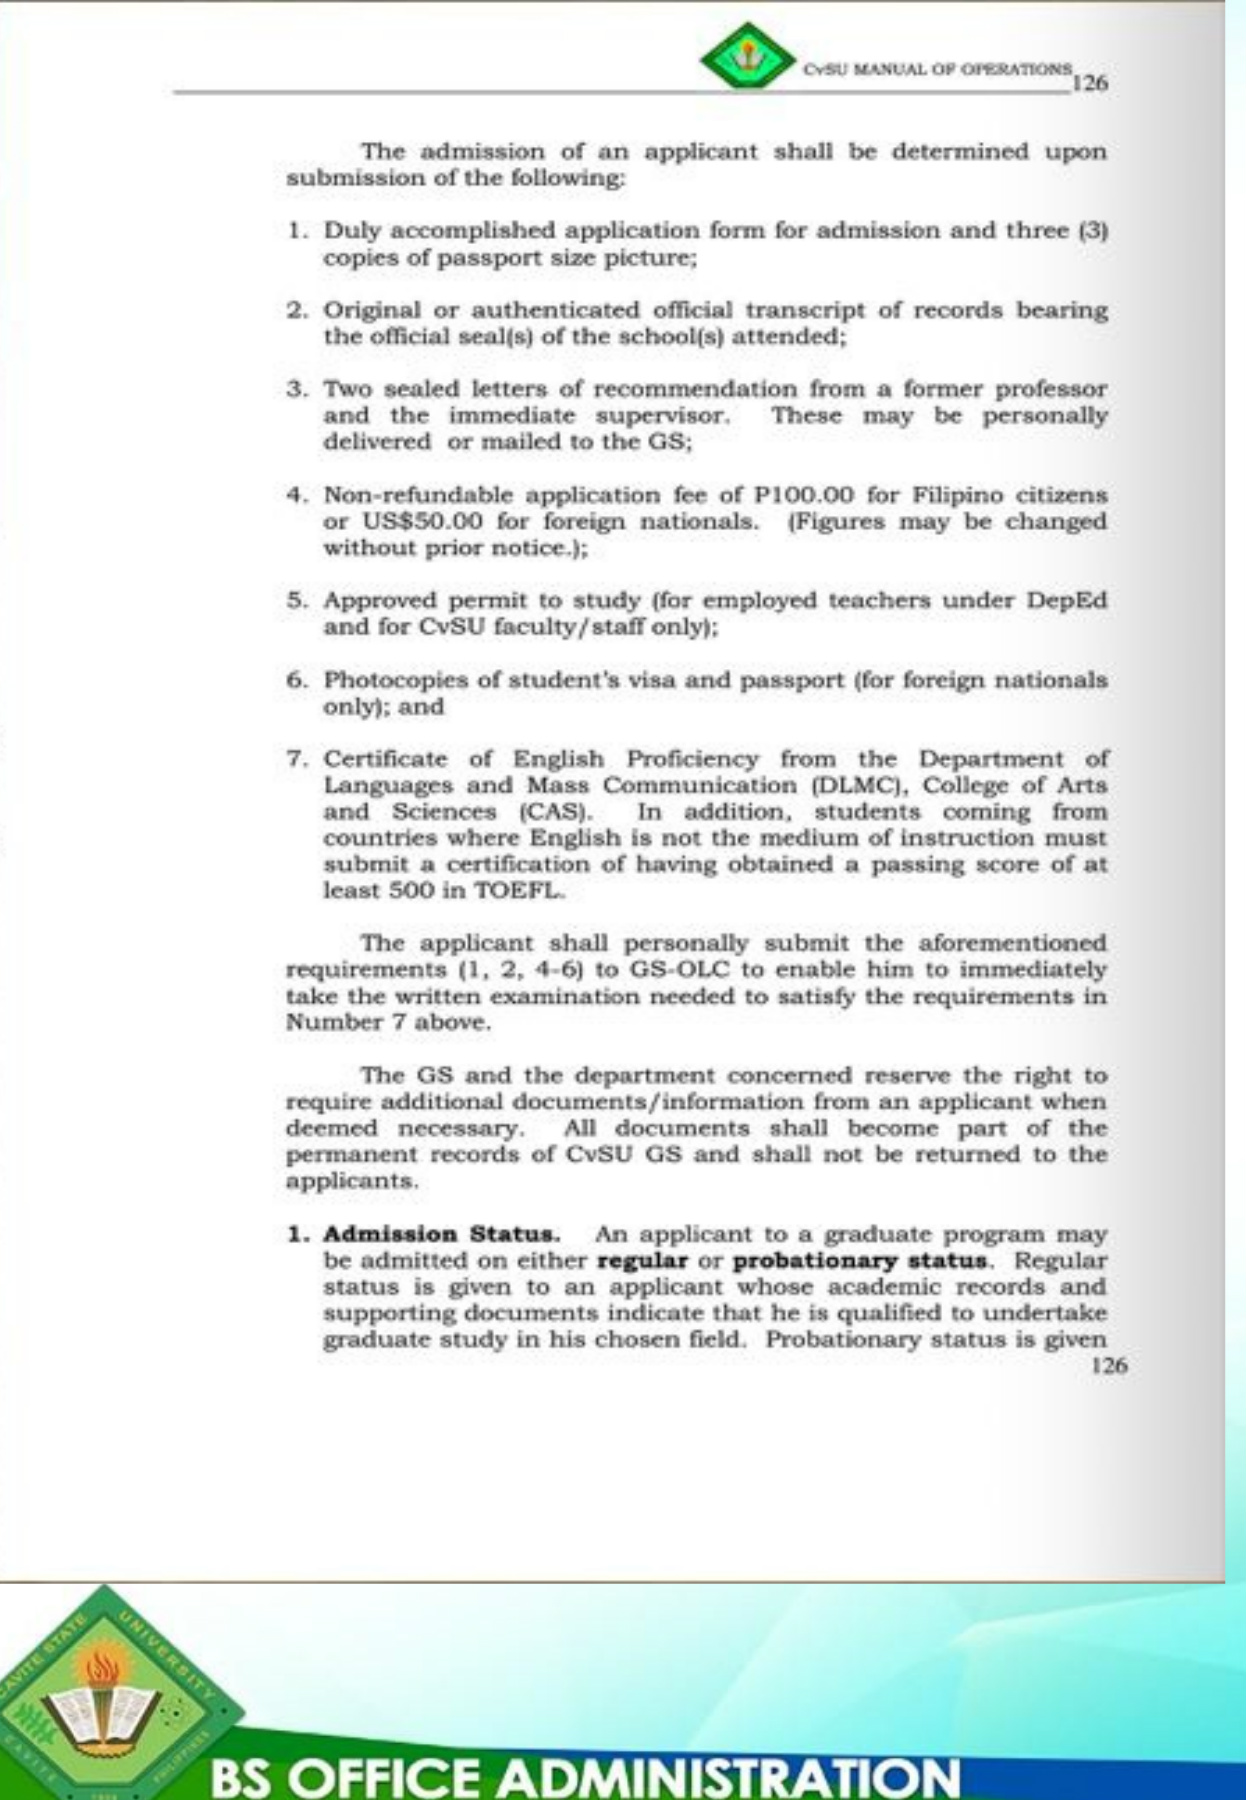 CvSU MANUAL OF OPERATIONS
126
The admission of an applicant shall be determined upon
submission of the following:
1. Duly accomplished application form for admission and three (3)
copies of passport size picture;
2. Original or authenticated official transcript of records bearing
the official seal(s) of the school(s) attended;
3. Two sealed letters of recommendation from a former professor
and the immediate supervisor. These may be personally
delivered or mailed to the GS;
4. Non-refundable application fee of P100.00 for Filipino citizens
or US$50.00 for foreign nationals. (Figures may be changed
without prior notice.);
5. Approved permit to study (for employed teachers under DepEd
and for CvSU faculty/staff only);
6. Photocopies of student's visa and passport (for foreign nationals
only); and
7. Certificate of English Proficiency from the Department of
Languages and Mass Communication (DLMC), College of Arts
and Sciences (CAS). In addition, students coming from
countries where English is not the medium of instruction must
submit a certification of having obtained a passing score of at
least 500 in TOEFL.
The applicant shall personally submit the aforementioned
requirements (1, 2, 4-6) to GS-OLC to enable him to immediately
take the written examination needed to satisfy the requirements in
Number 7 above.
The GS and the department concerned reserve the right to
require additional documents/information from an applicant when
deemed necessary. All documents shall become part of the
permanent records of CvSU GS and shall not be returned to the
applicants.
1. Admission Status. An applicant to a graduate program may
be admitted on either regular or probationary status. Regular
status is given to an applicant whose academic records and
supporting documents indicate that he is qualified to undertake
graduate study in his chosen field. Probationary status is given
126
CAVITE STATE UNIVERSITY
CAVITE PHILIPPINES
BS OFFICE ADMINISTRATION